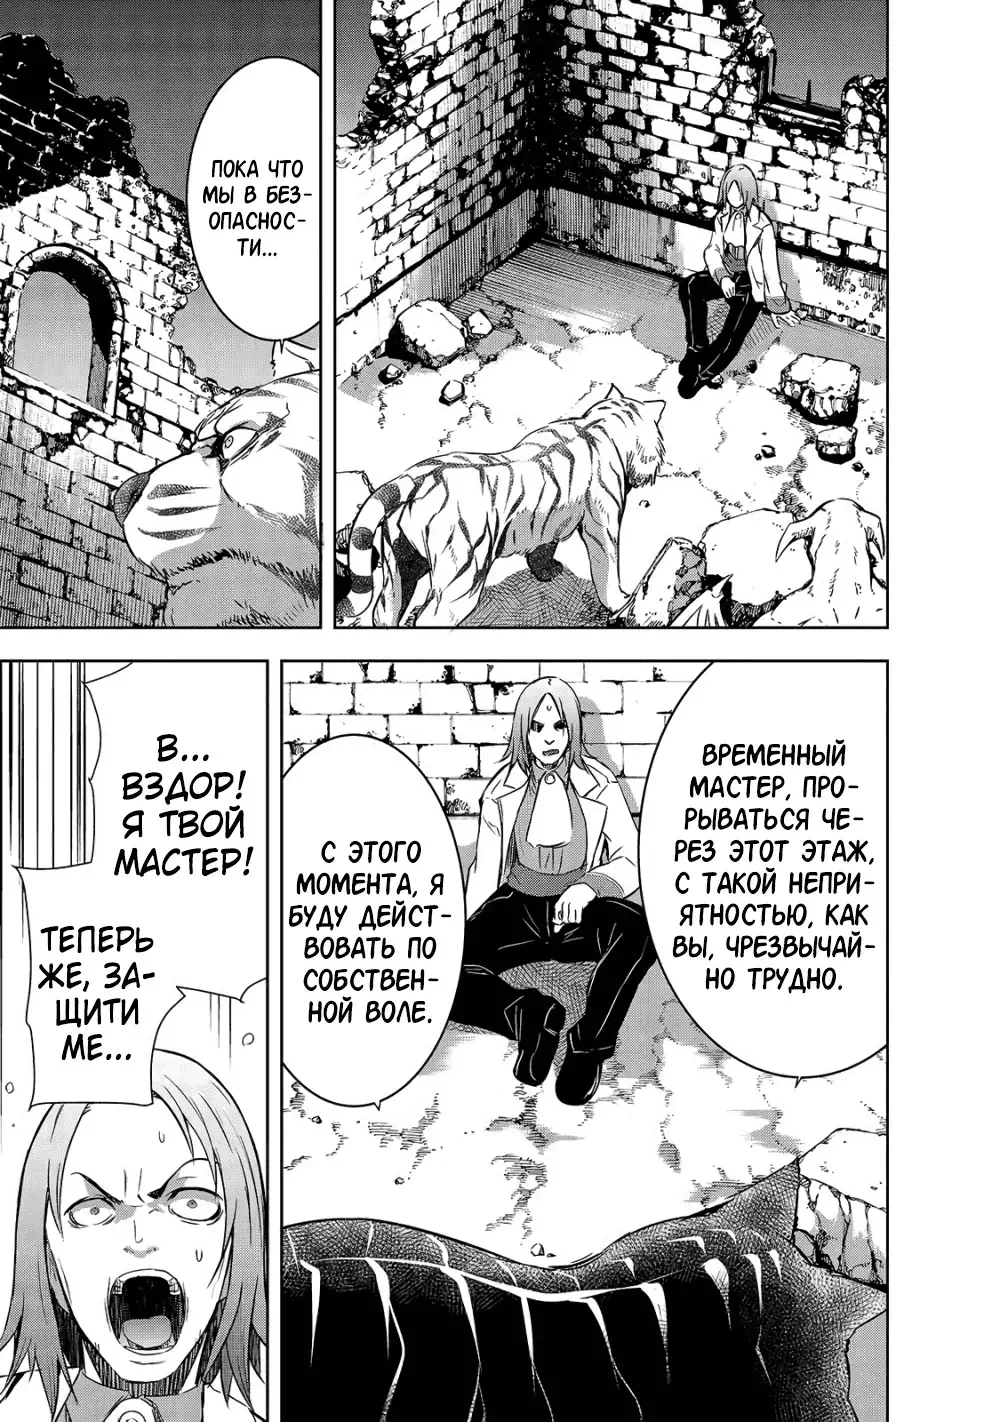 ПОКА ЧТО
МЫ В БЕЗ-
ОПАСНОС-
ТИ...
ВРЕМЕННЫЙ
МАСТЕР, ПРО-
РЫВАТЬСЯ ЧЕ-
РЕЗ ЭТОТ ЭТАЖ,
С ТАКОЙ НЕПРИ-
ЯТНОСТЬЮ, КАК
ВЫ, ЧРЕЗВЫЧАЙ-
НО ТРУДНО.
С ЭТОГО
МОМЕНТА, Я
БУДУ ДЕЙСТ-
ВОВАТЬ ПО
СОБСТВЕН-
НОЙ ВОЛЕ.
В...
ВЗДОР!
Я ТВОЙ
МАСТЕР!
ТЕПЕРЬ
ЖЕ, ЗА-
ЩИТИ
МЕ...